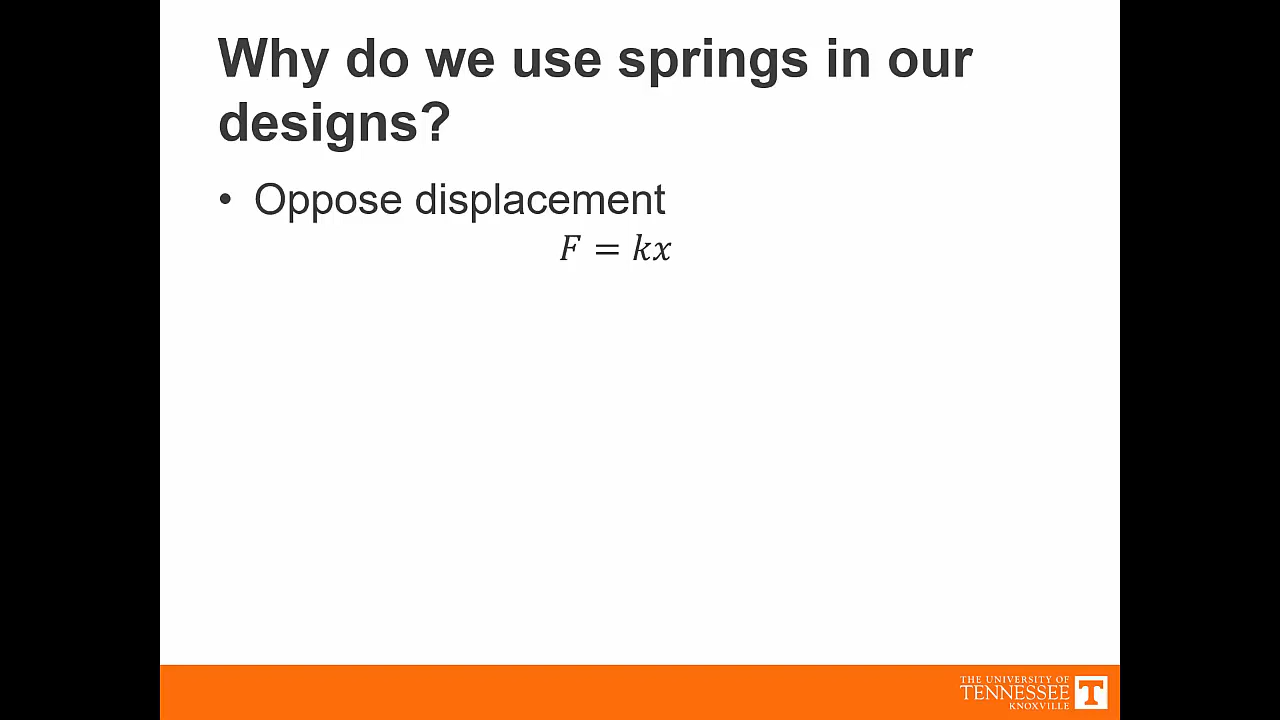 Why do we use springs in our
designs?
• Oppose displacement
F = kx
THE UNIVERSITY OF
TENNESSEE
KNOXVILLE
T